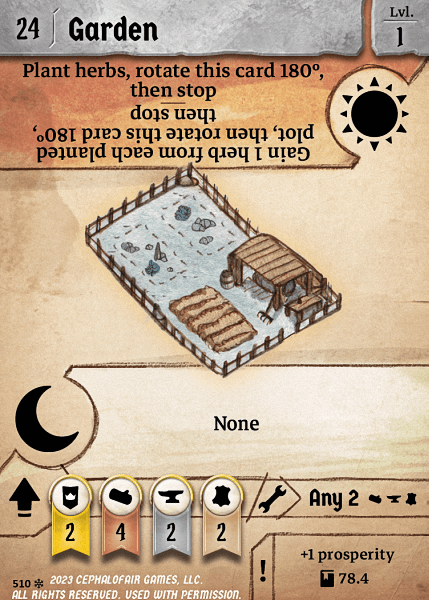 24 Garden
Lvl.
1
Plant herbs, rotate this card 180°,
then stop
Gain 1 herb from each planted
plot, then rotate this card 180°,
then stop
None
2 4 2 2
Any 2
! +1 prosperity
78.4
510 ✻ 2023 CEPHALOFAIR GAMES, LLC.
ALL RIGHTS RESERVED. USED WITH PERMISSION.